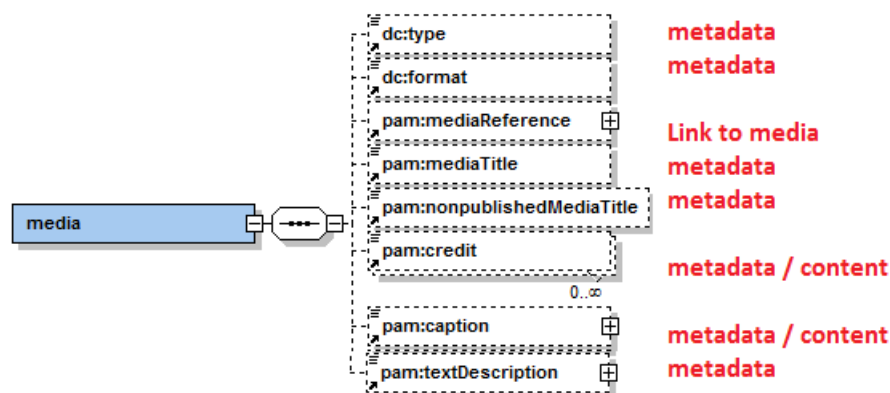 dc:type metadata
dc:format metadata
pam:mediaReference Link to media
pam:mediaTitle metadata
media pam:nonpublishedMediaTitle metadata
pam:credit metadata / content
0..∞
pam:caption metadata / content
pam:textDescription metadata